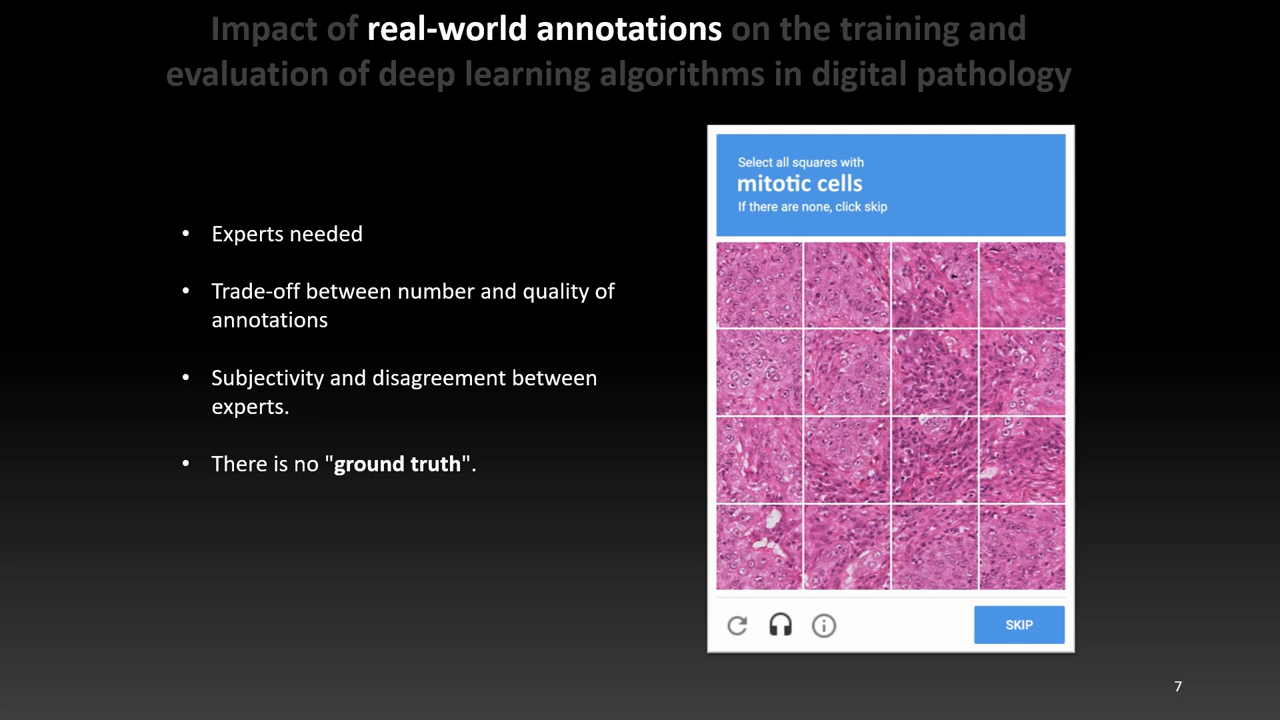 Impact of real-world annotations on the training and
evaluation of deep learning algorithms in digital pathology
• Experts needed
• Trade-off between number and quality of
annotations
• Subjectivity and disagreement between
experts.
• There is no "ground truth".
Select all squares with
mitotic cells
If there are none, click skip
SKIP
7